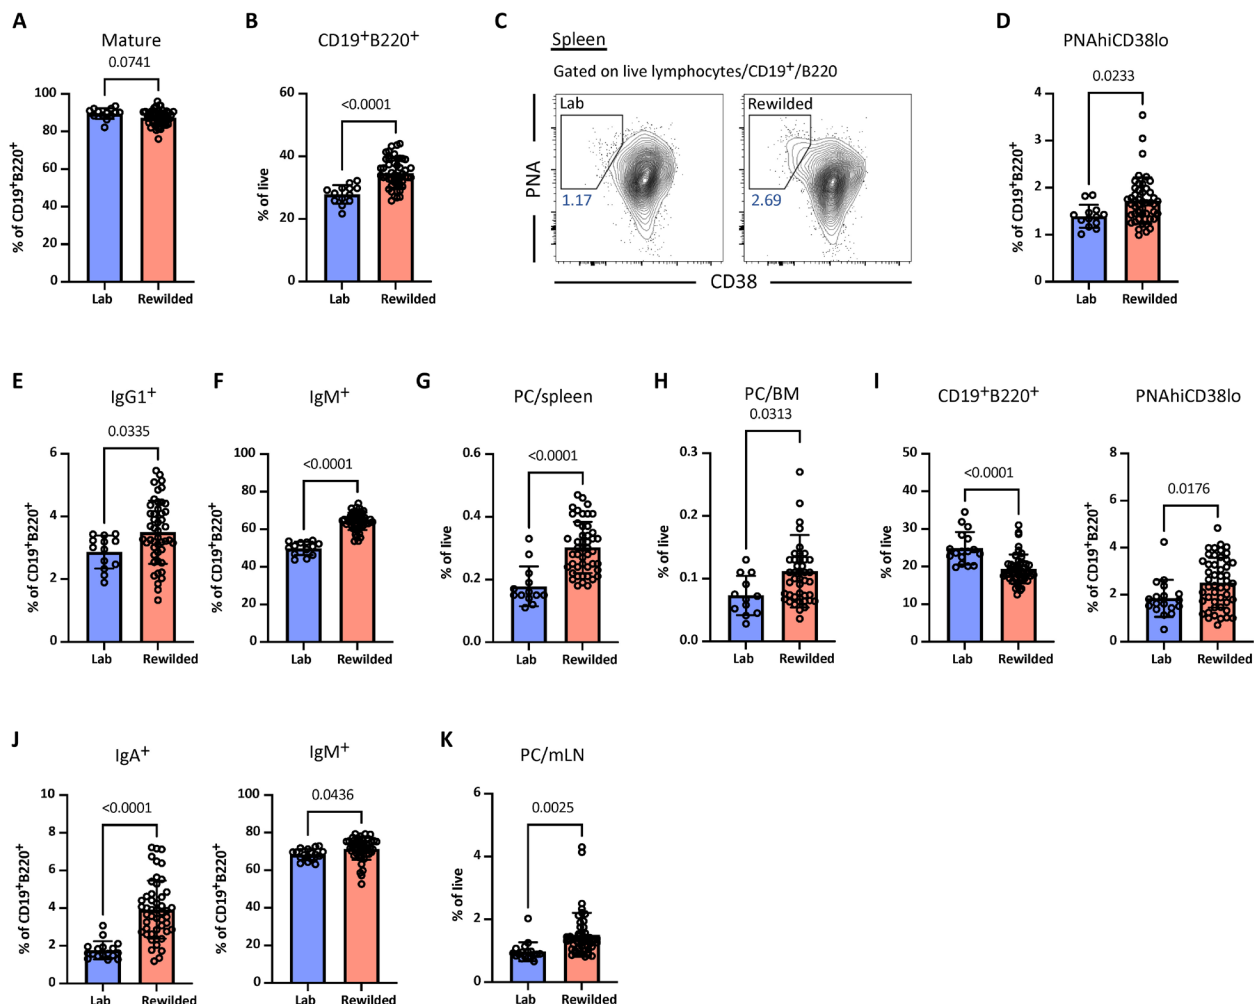 A
Mature
0.0741
100
80
60
40
20
0
% of CD19+B220+
Lab
Rewilded
B
CD19+B220+
<0.0001
60
40
20
0
% of live
Lab
Rewilded
C
Spleen
Gated on live lymphocytes/CD19+/B220
Lab
1.17
Rewilded
2.69
PNA
CD38
D
PNAhiCD38lo
0.0233
4
3
2
1
0
% of CD19+B220+
Lab
Rewilded
E
IgG1+
0.0335
8
6
4
2
0
% of CD19+B220+
Lab
Rewilded
F
IgM+
<0.0001
100
80
60
40
20
0
% of CD19+B220+
Lab
Rewilded
G
PC/spleen
<0.0001
0.6
0.4
0.2
0.0
% of live
Lab
Rewilded
H
PC/BM
0.0313
0.3
0.2
0.1
0.0
% of live
Lab
Rewilded
I
CD19+B220+
<0.0001
50
40
30
20
10
0
% of live
Lab
Rewilded
PNAhiCD38lo
0.0176
8
6
4
2
0
% of CD19+B220+
Lab
Rewilded
J
IgA+
<0.0001
10
8
6
4
2
0
% of CD19+B220+
Lab
Rewilded
IgM+
0.0436
100
80
60
40
20
0
% of CD19+B220+
Lab
Rewilded
K
PC/mLN
0.0025
6
4
2
0
% of live
Lab
Rewilded